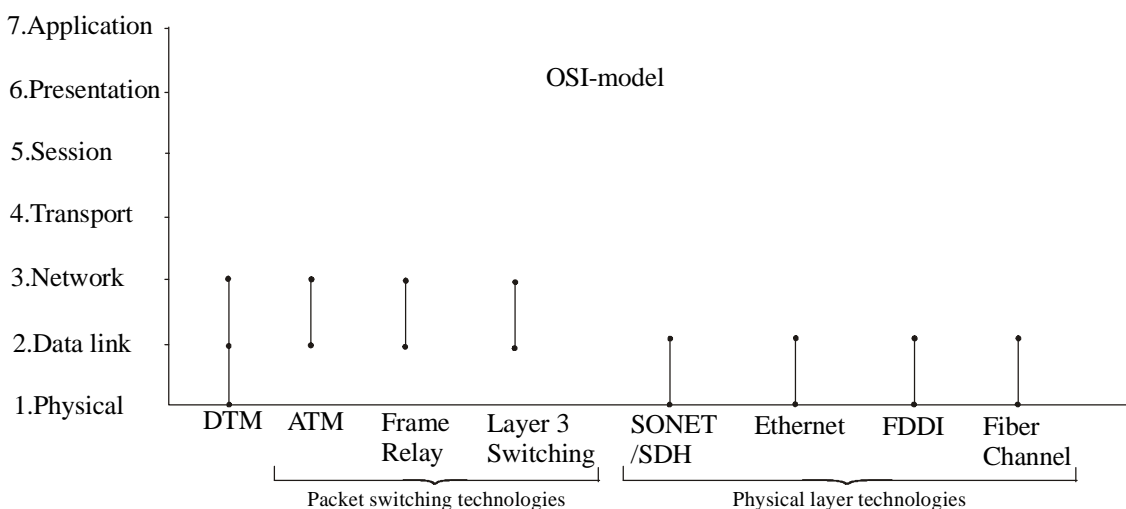 7.Application
OSI-model
6.Presentation
5.Session
4.Transport
3.Network
2.Data link
1.Physical
DTM
ATM
Frame
Relay
Layer 3
Switching
SONET
/SDH
Ethernet
FDDI
Fiber
Channel
Packet switching technologies
Physical layer technologies